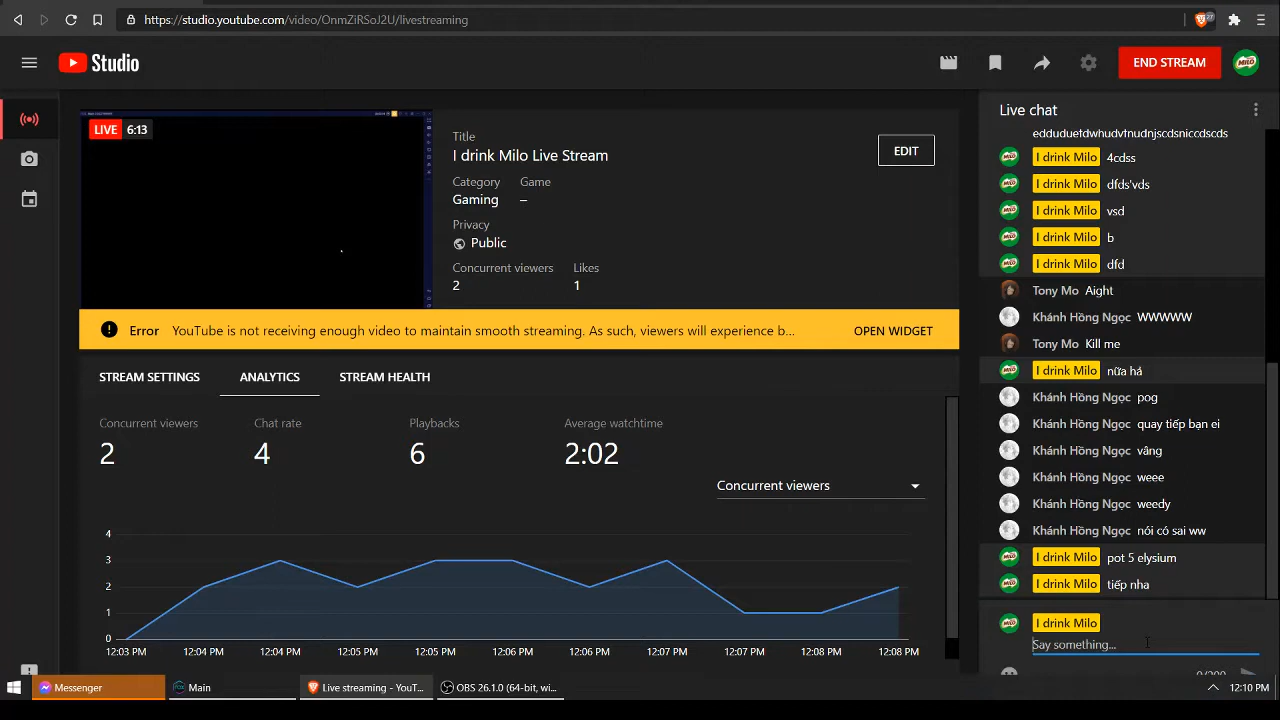 https://studio.youtube.com/video/OnmZiRSoJ2U/livestreaming
27
Studio
END STREAM
MILO
LIVE 6:13
Title
I drink Milo Live Stream
EDIT
Category Game
Gaming –
Privacy
Public
Concurrent viewers Likes
2 1
Error YouTube is not receiving enough video to maintain smooth streaming. As such, viewers will experience b... OPEN WIDGET
STREAM SETTINGS ANALYTICS STREAM HEALTH
Concurrent viewers Chat rate Playbacks Average watchtime
2 4 6 2:02
Concurrent viewers
4
3
2
1
0
12:03 PM 12:04 PM 12:04 PM 12:05 PM 12:05 PM 12:06 PM 12:06 PM 12:07 PM 12:07 PM 12:08 PM 12:08 PM
Live chat
I drink Milo 4cdss
I drink Milo dfds'vds
I drink Milo vsd
I drink Milo b
I drink Milo dfd
Tony Mo Aight
Khánh Hồng Ngọc WWWWW
Tony Mo Kill me
I drink Milo nữa há
Khánh Hồng Ngọc pog
Khánh Hồng Ngọc quay tiếp bạn ei
Khánh Hồng Ngọc vâng
Khánh Hồng Ngọc weee
Khánh Hồng Ngọc weedy
Khánh Hồng Ngọc nói có sai ww
I drink Milo pot 5 elysium
I drink Milo tiếp nha
I drink Milo
Say something...
0/200
Messenger Main Live streaming - YouT... OBS 26.1.0 (64-bit, wi... 12:10 PM